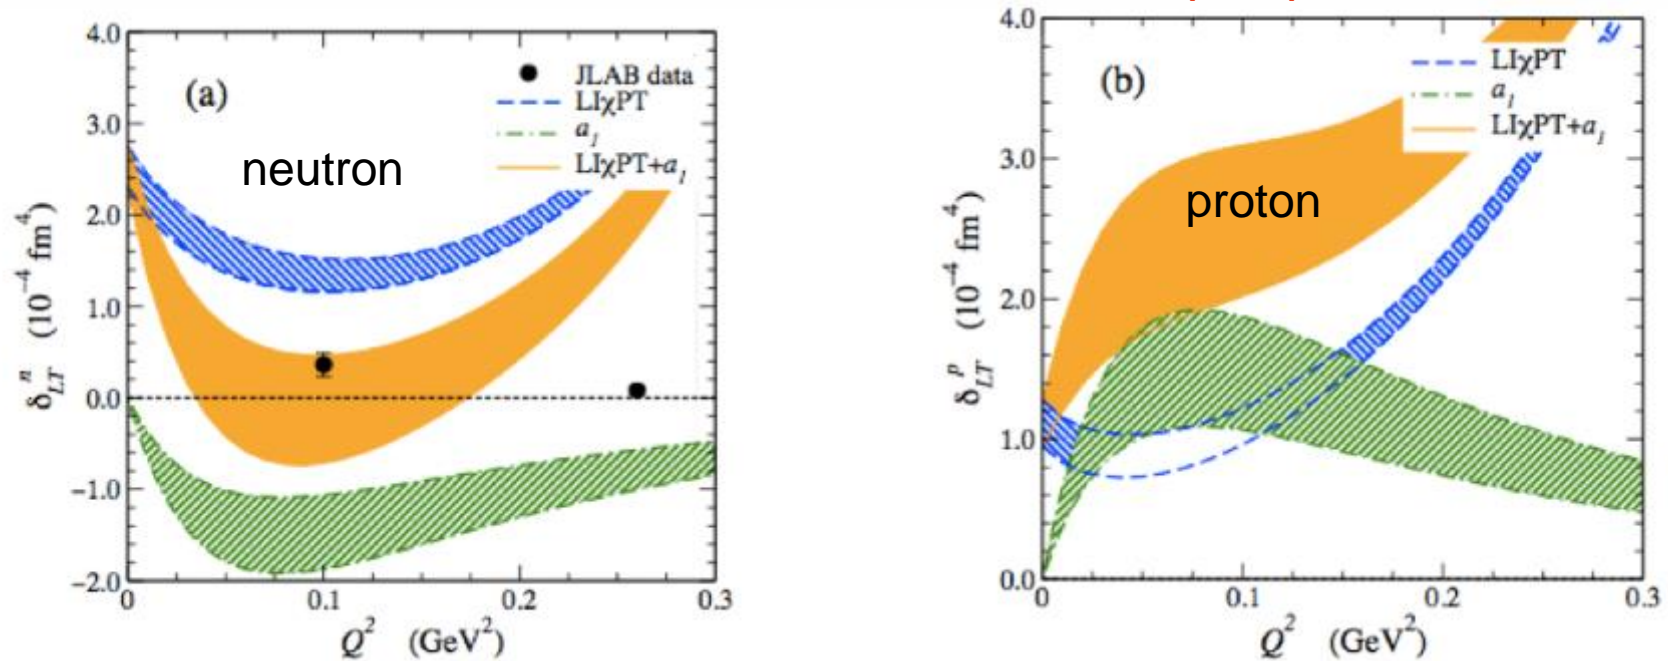 (a)
neutron
JLAB data
LIχPT
a₁
LIχPT+a₁
4.0
3.0
2.0
1.0
0.0
−1.0
−2.0
0
0.1
0.2
0.3
δ_LT^n (10⁻⁴ fm⁴)
Q² (GeV²)
(b)
proton
LIχPT
a₁
LIχPT+a₁
4.0
3.0
2.0
1.0
0.0
0
0.1
0.2
0.3
δ_LT^p (10⁻⁴ fm⁴)
Q² (GeV²)